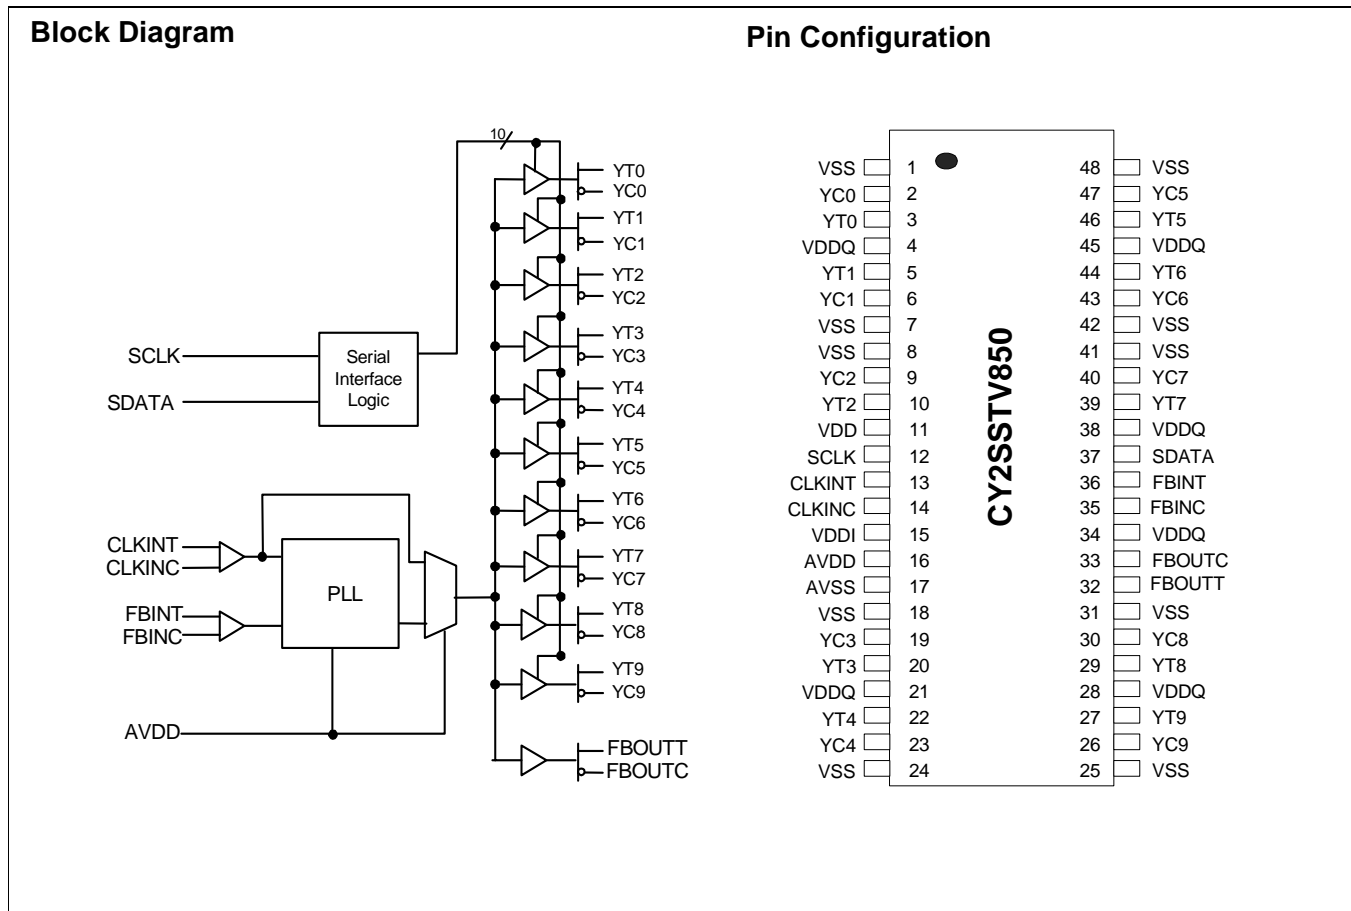 Block Diagram
Pin Configuration
10
YT0
YC0
YT1
YC1
YT2
YC2
YT3
YC3
YT4
YC4
YT5
YC5
YT6
YC6
YT7
YC7
YT8
YC8
YT9
YC9
FBOUTT
FBOUTC
SCLK
SDATA
Serial
Interface
Logic
CLKINT
CLKINC
FBINT
FBINC
PLL
AVDD
CY2SSTV850
VSS 1 48 VSS
YC0 2 47 YC5
YT0 3 46 YT5
VDDQ 4 45 VDDQ
YT1 5 44 YT6
YC1 6 43 YC6
VSS 7 42 VSS
VSS 8 41 VSS
YC2 9 40 YC7
YT2 10 39 YT7
VDD 11 38 VDDQ
SCLK 12 37 SDATA
CLKINT 13 36 FBINT
CLKINC 14 35 FBINC
VDDI 15 34 VDDQ
AVDD 16 33 FBOUTC
AVSS 17 32 FBOUTT
VSS 18 31 VSS
YC3 19 30 YC8
YT3 20 29 YT8
VDDQ 21 28 VDDQ
YT4 22 27 YT9
YC4 23 26 YC9
VSS 24 25 VSS